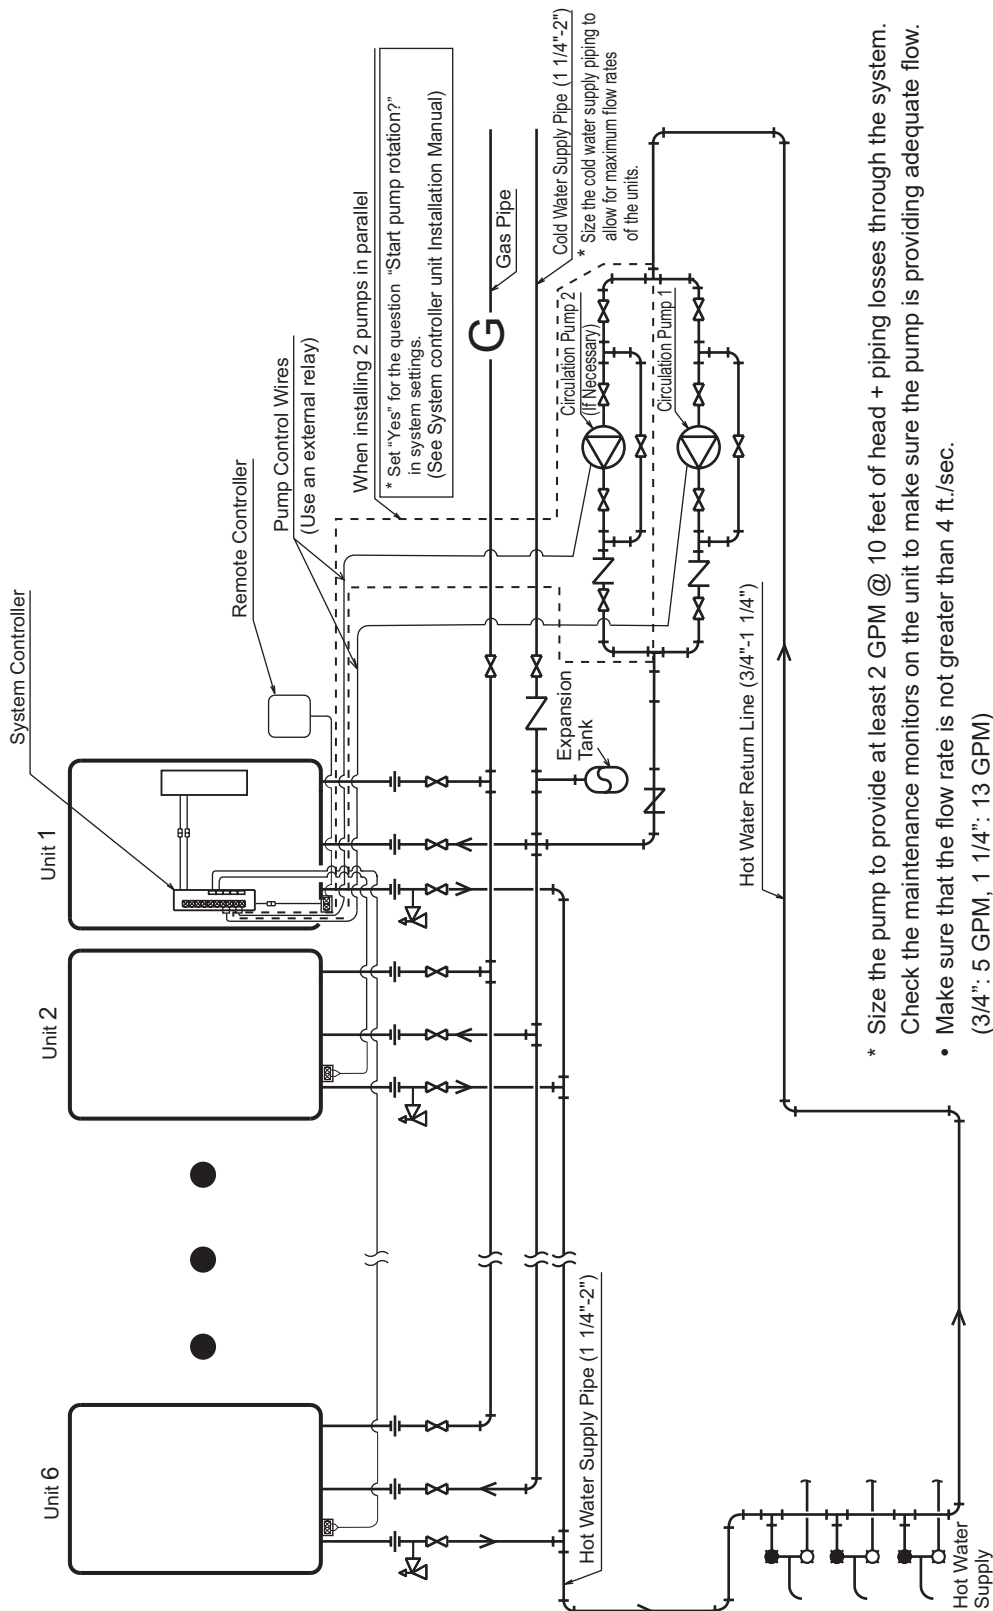 System Controller
Remote Controller
Pump Control Wires
(Use an external relay)
When installing 2 pumps in parallel
* Set "Yes" for the question "Start pump rotation?"
in system settings.
(See System controller unit Installation Manual)
Unit 6
Unit 2
Unit 1
G
Gas Pipe
Cold Water Supply Pipe (1 1/4"-2")
* Size the cold water supply piping to
allow for maximum flow rates
of the units.
Expansion
Tank
Circulation Pump 2
(If Necessary)
Circulation Pump 1
Hot Water Supply Pipe (1 1/4"-2")
Hot Water Return Line (3/4"-1 1/4")
Hot Water
Supply
* Size the pump to provide at least 2 GPM @ 10 feet of head + piping losses through the system.
Check the maintenance monitors on the unit to make sure the pump is providing adequate flow.
• Make sure that the flow rate is not greater than 4 ft./sec.
(3/4”: 5 GPM, 1 1/4”: 13 GPM)